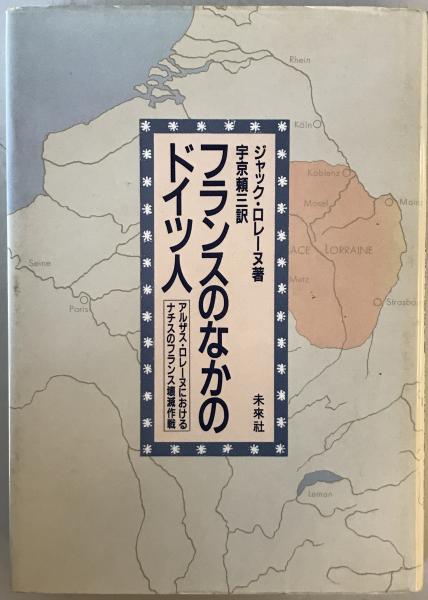 ジャック・ロレーヌ著
宇京頼三訳
フランスのなかの
ドイツ人
アルザス・ロレーヌにおける
ナチスのフランス壊滅作戦
未來社
Rhein
Köln
Koblenz
Mosel
Mainz
ACE LORRAINE
Metz
Strasbo
Seine
Paris
Leman